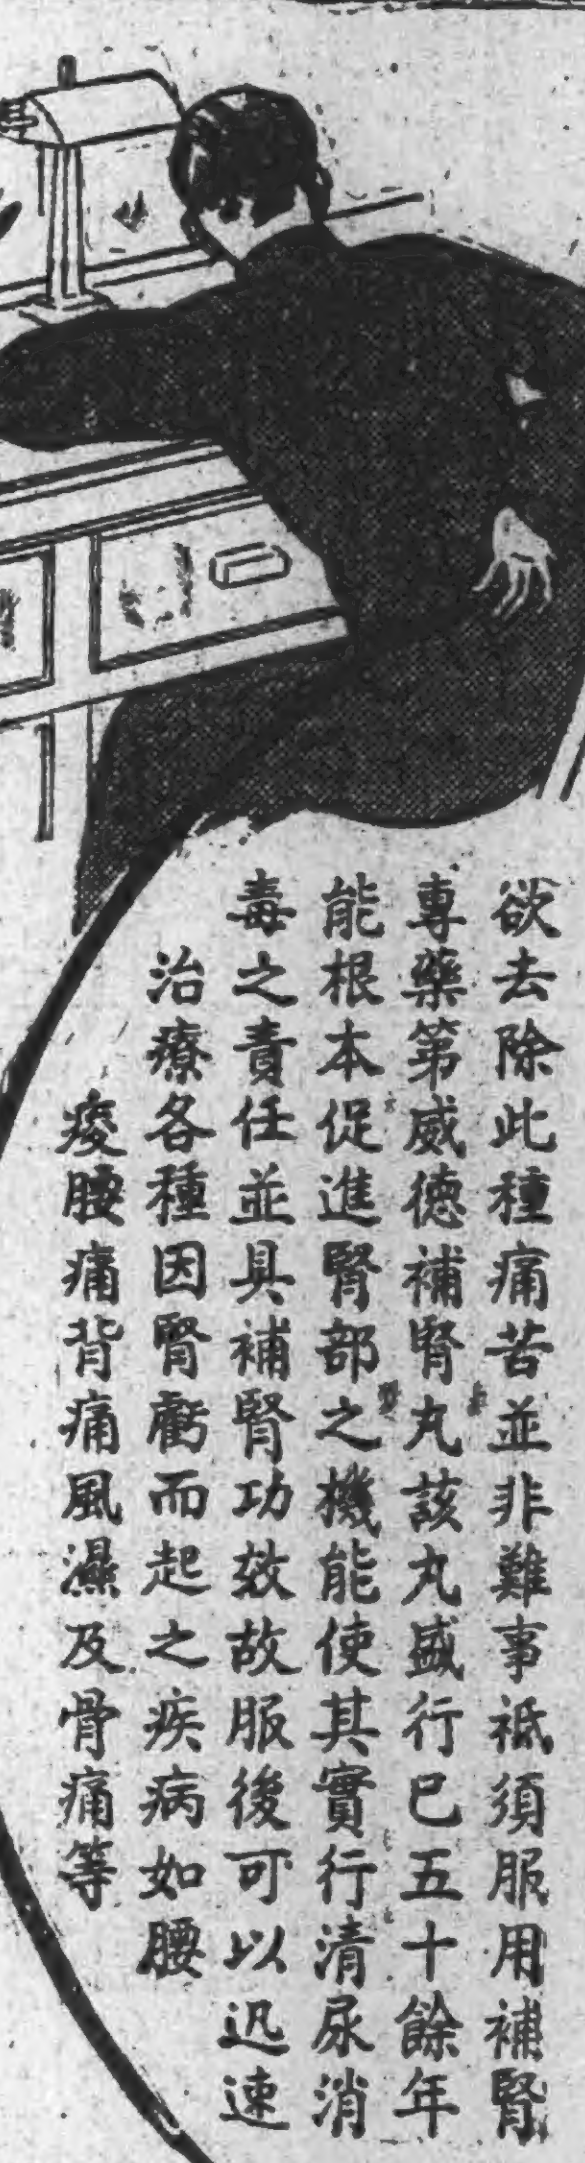 欲去除此種痛苦並非難事祗須服用補腎
專藥第威德補腎丸該丸盛行已五十餘年
能根本促進腎部之機能使其實行清尿消
毒之責任並具補腎功效故服後可以迅速
治療各種因腎虧而起之疾病如腰
痠腰痛背痛風濕及骨痛等